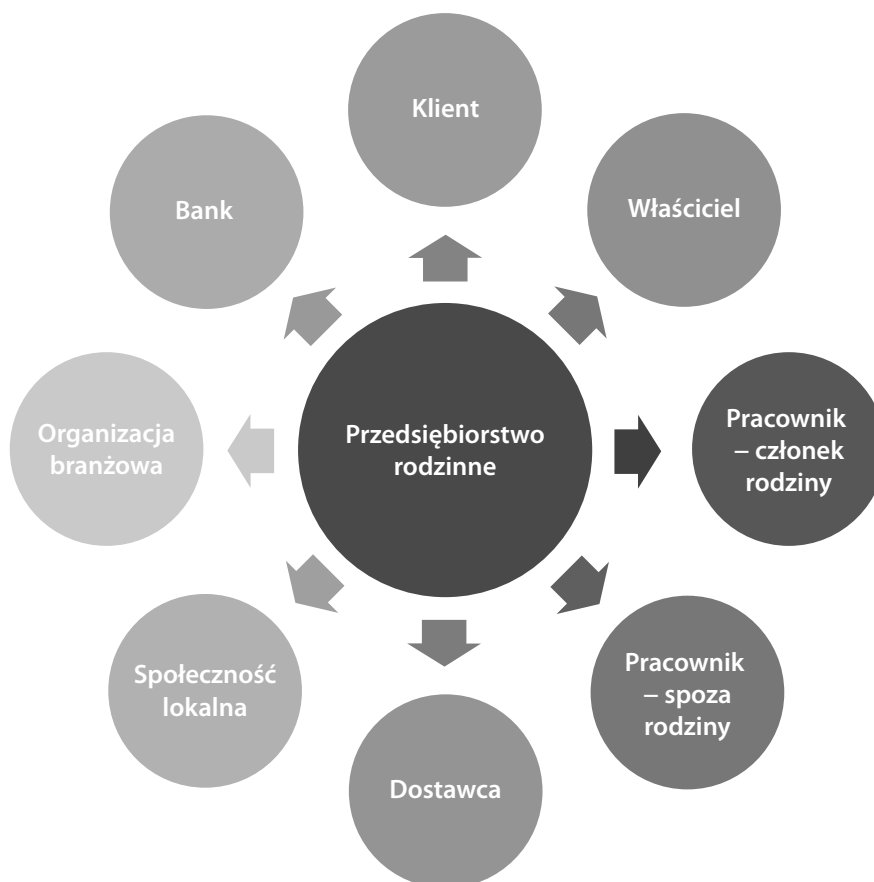 Klient
Bank
Właściciel
Organizacja
branżowa
Przedsiębiorstwo
rodzinne
Pracownik
– członek
rodziny
Społeczność
lokalna
Pracownik
– spoza
rodziny
Dostawca